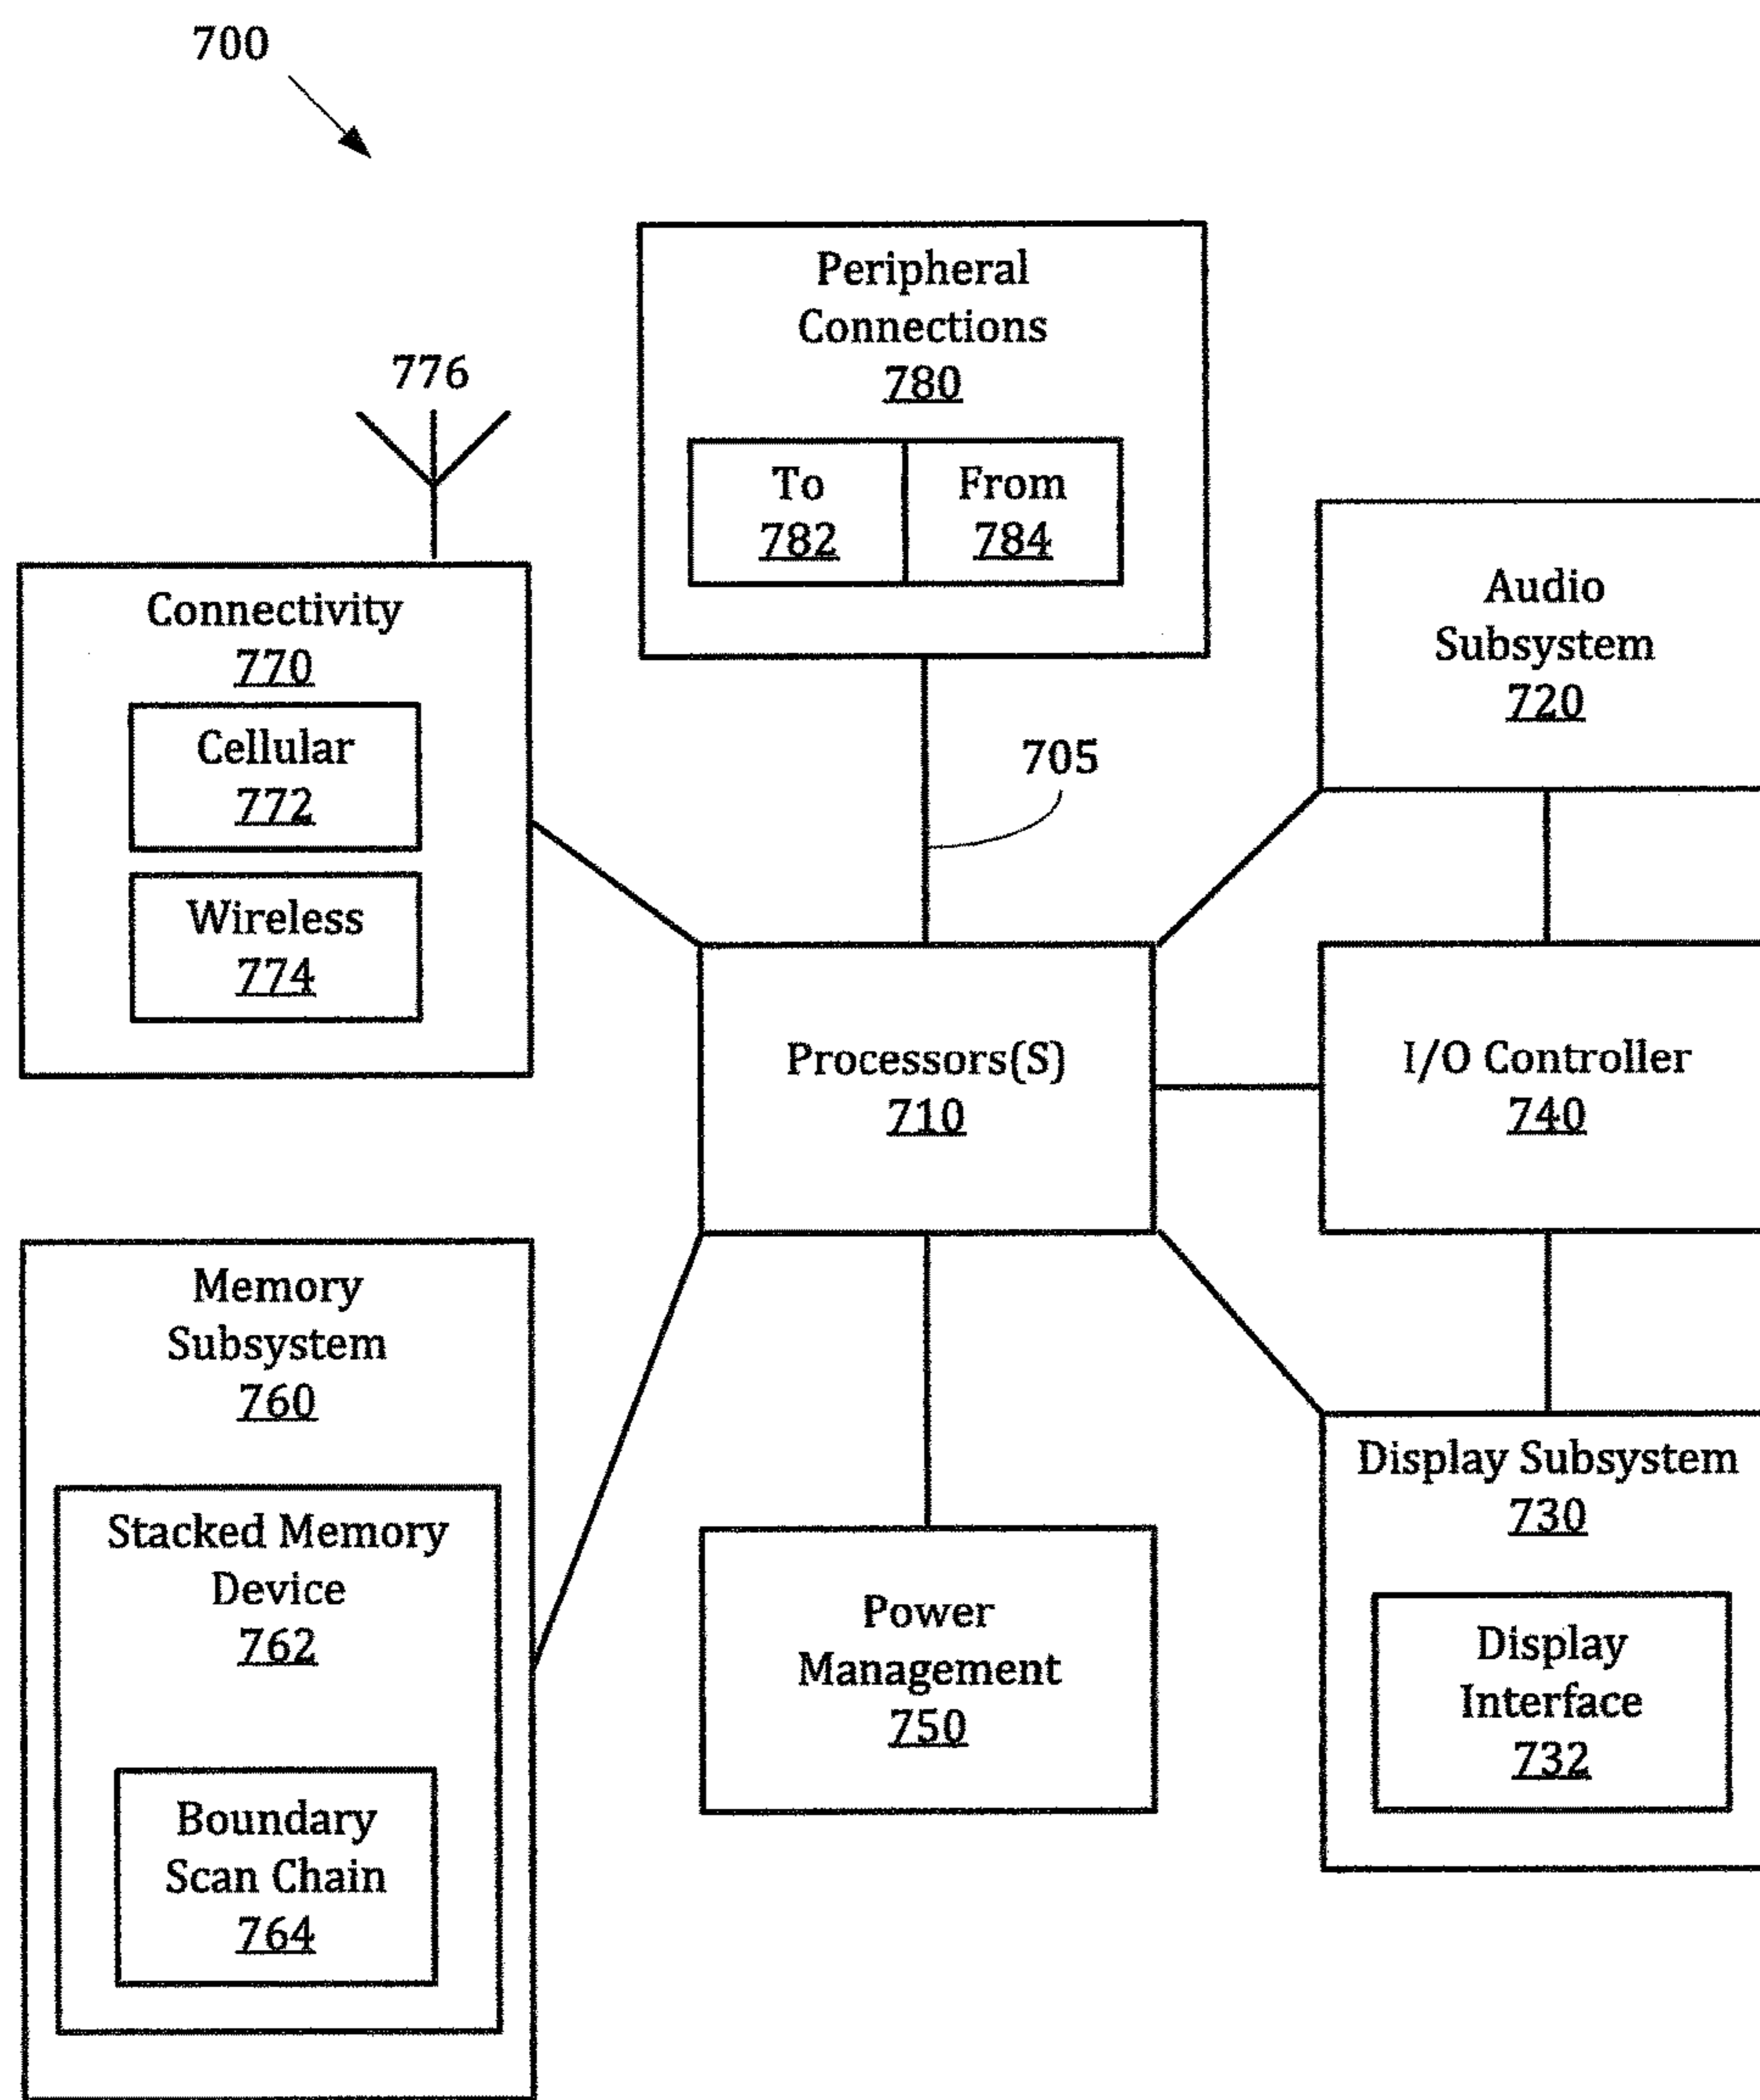 700
Peripheral
Connections
780
To
782
From
784
776
Connectivity
770
Cellular
772
Wireless
774
Audio
Subsystem
720
705
Processors(S)
710
I/O Controller
740
Memory
Subsystem
760
Stacked Memory
Device
762
Boundary
Scan Chain
764
Power
Management
750
Display Subsystem
730
Display
Interface
732